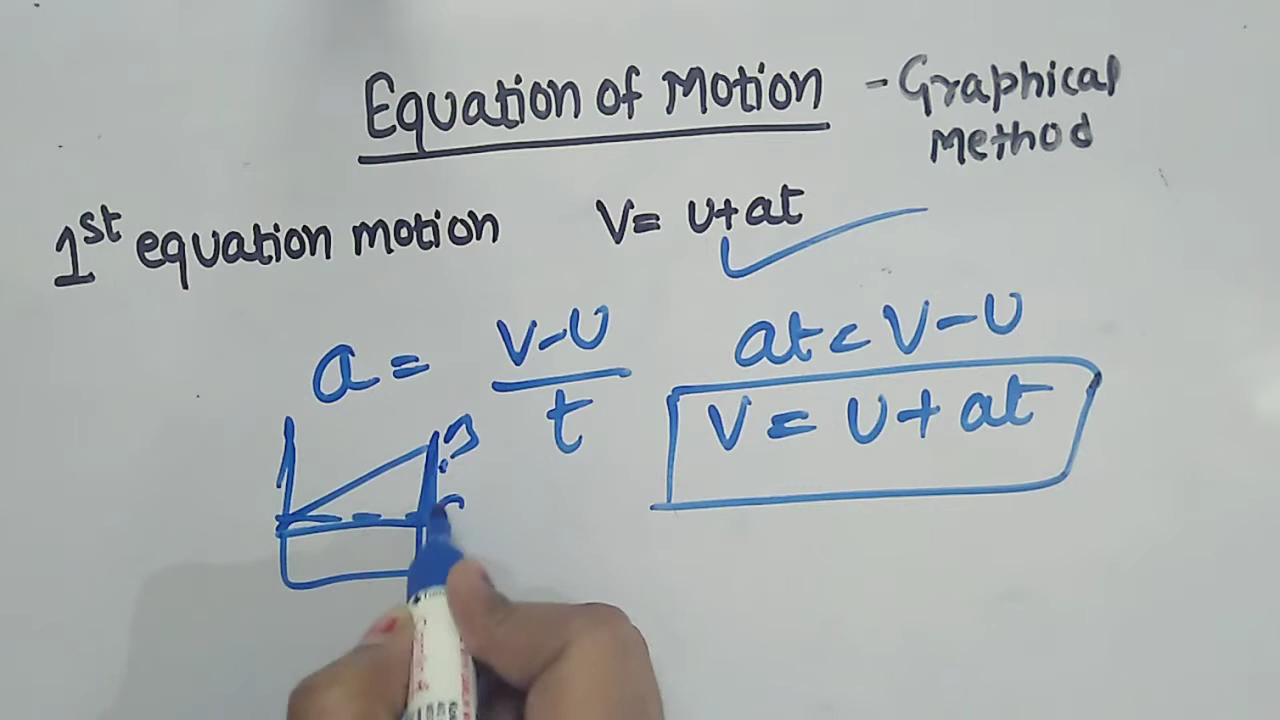 Equation of Motion - Graphical
Method
1st equation motion V= U+at
a = V-U
t
at = V-U
V = U + at
B
C